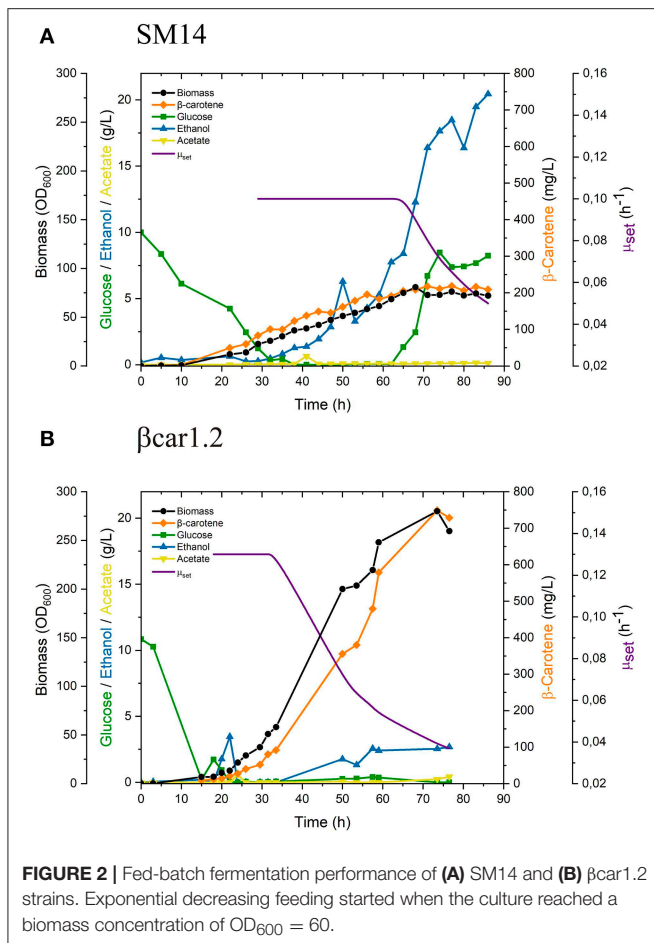 A SM14
300
250
200
150
100
50
0
Biomass (OD600)
20
15
10
5
0
Glucose / Ethanol / Acetate (g/L)
Biomass
β-carotene
Glucose
Ethanol
Acetate
μset
800
700
600
500
400
300
200
100
0
β-Carotene (mg/L)
0,16
0,14
0,12
0,10
0,08
0,06
0,04
0,02
μset (h-1)
0 10 20 30 40 50 60 70 80 90
Time (h)
B βcar1.2
300
250
200
150
100
50
0
Biomass (OD600)
20
15
10
5
0
Glucose / Ethanol / Acetate (g/L)
Biomass
β-carotene
Glucose
Ethanol
Acetate
μset
800
700
600
500
400
300
200
100
0
β-Carotene (mg/L)
0,16
0,14
0,12
0,10
0,08
0,06
0,04
0,02
μset (h-1)
0 10 20 30 40 50 60 70 80 90
Time (h)
FIGURE 2 | Fed-batch fermentation performance of (A) SM14 and (B) βcar1.2
strains. Exponential decreasing feeding started when the culture reached a
biomass concentration of OD600 = 60.